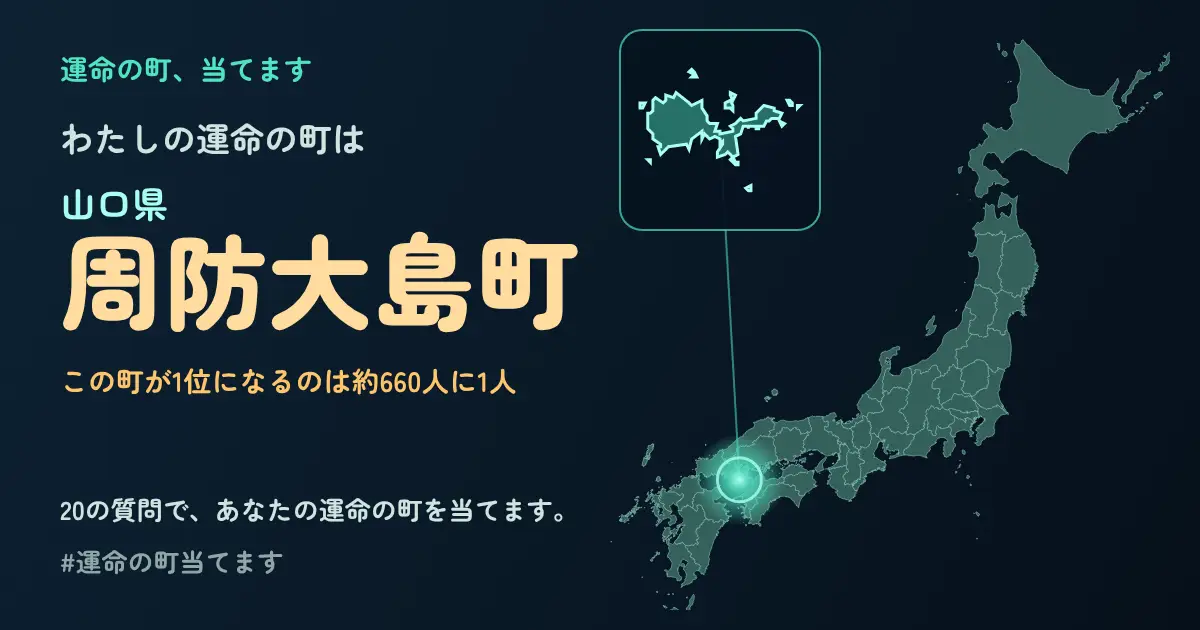 運命の町、当てます
わたしの運命の町は
山口県
周防大島町
この町が1位になるのは約660人に1人
20の質問で、あなたの運命の町を当てます。
#運命の町当てます